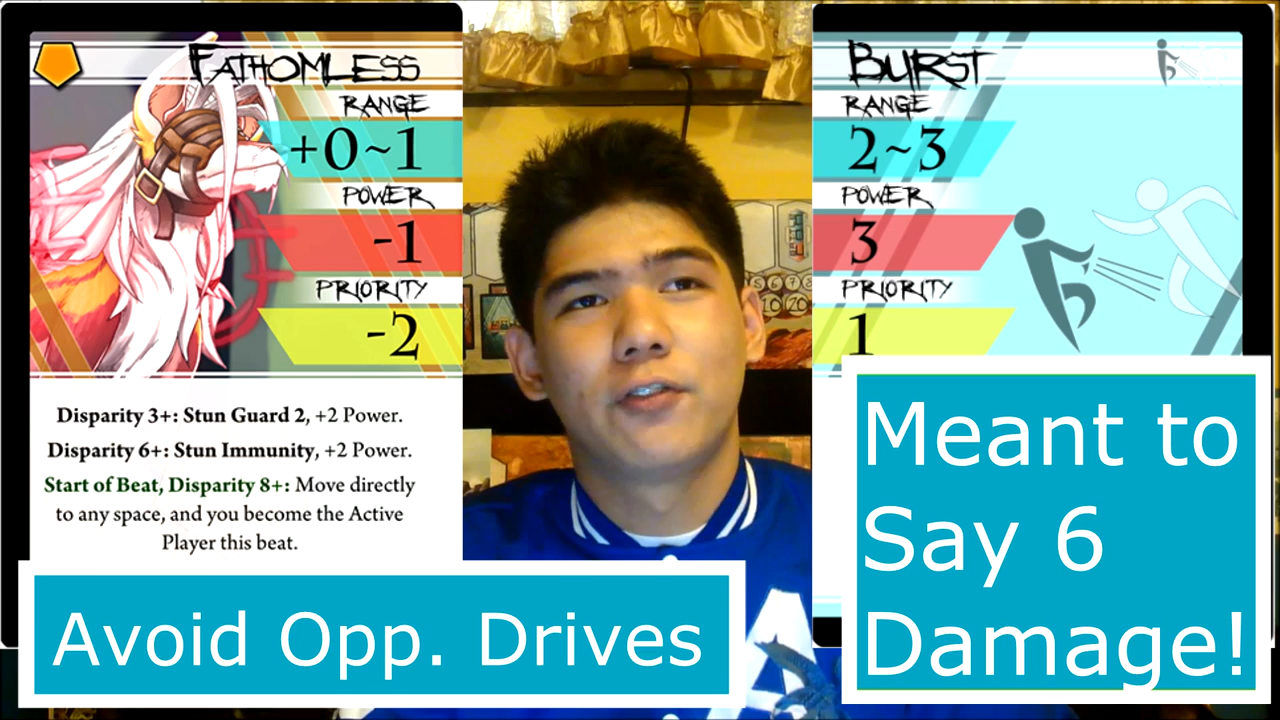 FATHOMLESS
RANGE
+0~1
POWER
-1
PRIORITY
-2
Disparity 3+: Stun Guard 2, +2 Power.
Disparity 6+: Stun Immunity, +2 Power.
Start of Beat, Disparity 8+: Move directly
to any space, and you become the Active
Player this beat.
BURST
RANGE
2~3
POWER
3
PRIORITY
1
Avoid Opp. Drives
Meant to
Say 6
Damage!
A